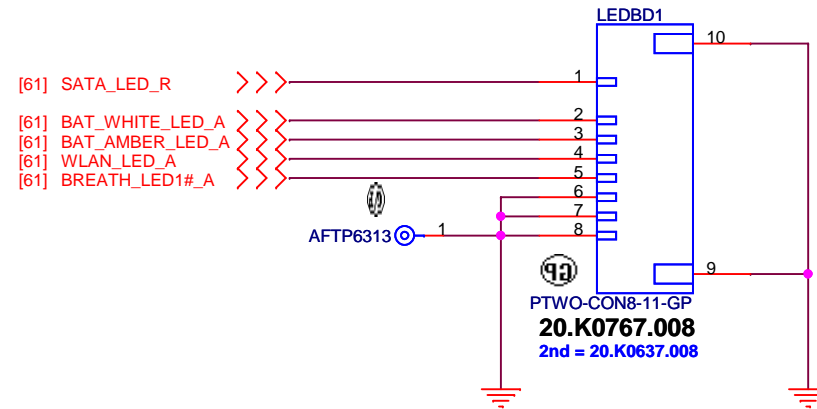 LEDBD1
10
[61] SATA_LED_R
1
[61] BAT_WHITE_LED_A
2
[61] BAT_AMBER_LED_A
3
[61] WLAN_LED_A
4
[61] BREATH_LED1#_A
5
6
7
AFTP6313
1
8
GP
9
PTWO-CON8-11-GP
20.K0767.008
2nd = 20.K0637.008